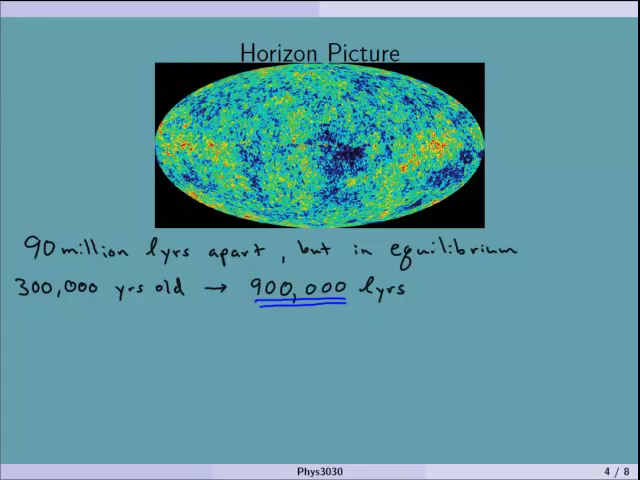 Horizon Picture
90 million lyrs apart, but in equilibrium
300,000 yrs old → 900,000 lyrs
Phys3030
4 / 8